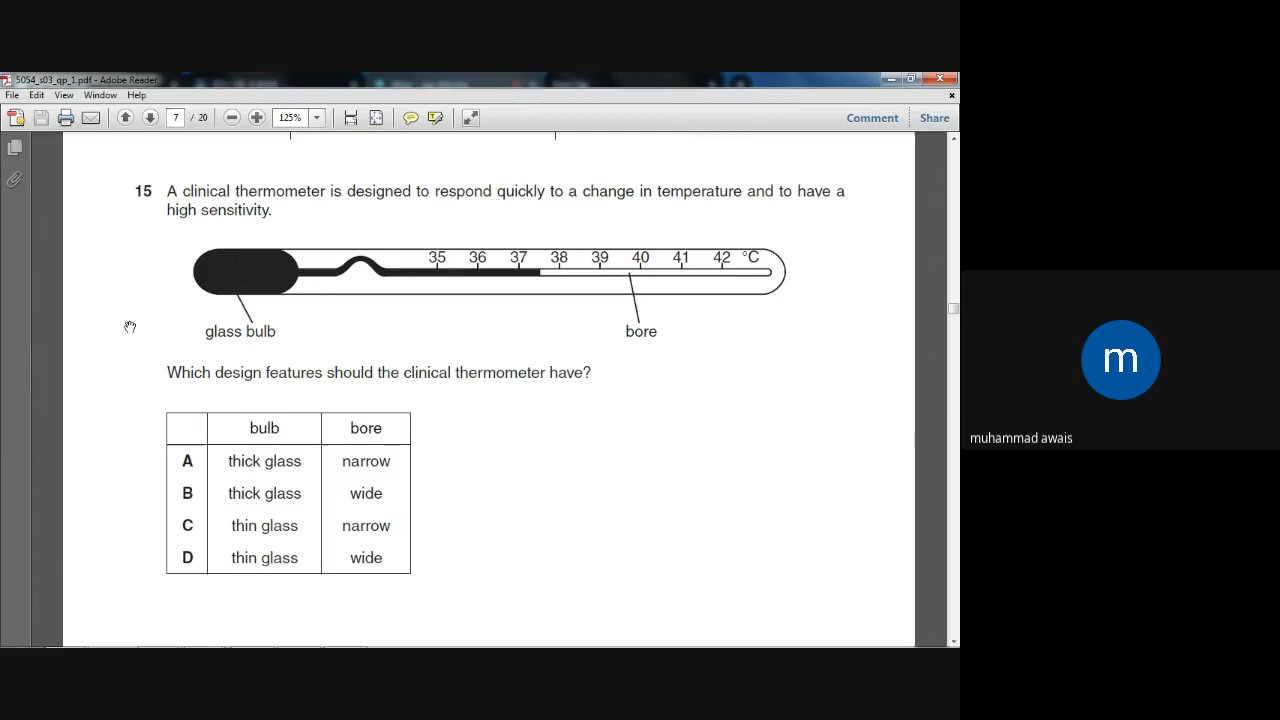 5054_s03_qp_1.pdf - Adobe Reader
File Edit View Window Help
7 / 20 125% Comment Share
15 A clinical thermometer is designed to respond quickly to a change in temperature and to have a
high sensitivity.
35 36 37 38 39 40 41 42 °C
glass bulb bore
Which design features should the clinical thermometer have?
bulb bore
A thick glass narrow
B thick glass wide
C thin glass narrow
D thin glass wide
m
muhammad awais